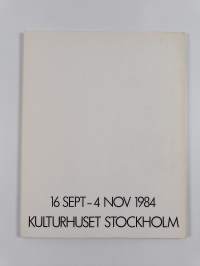 16 SEPT–4 NOV 1984
KULTURHUSET STOCKHOLM